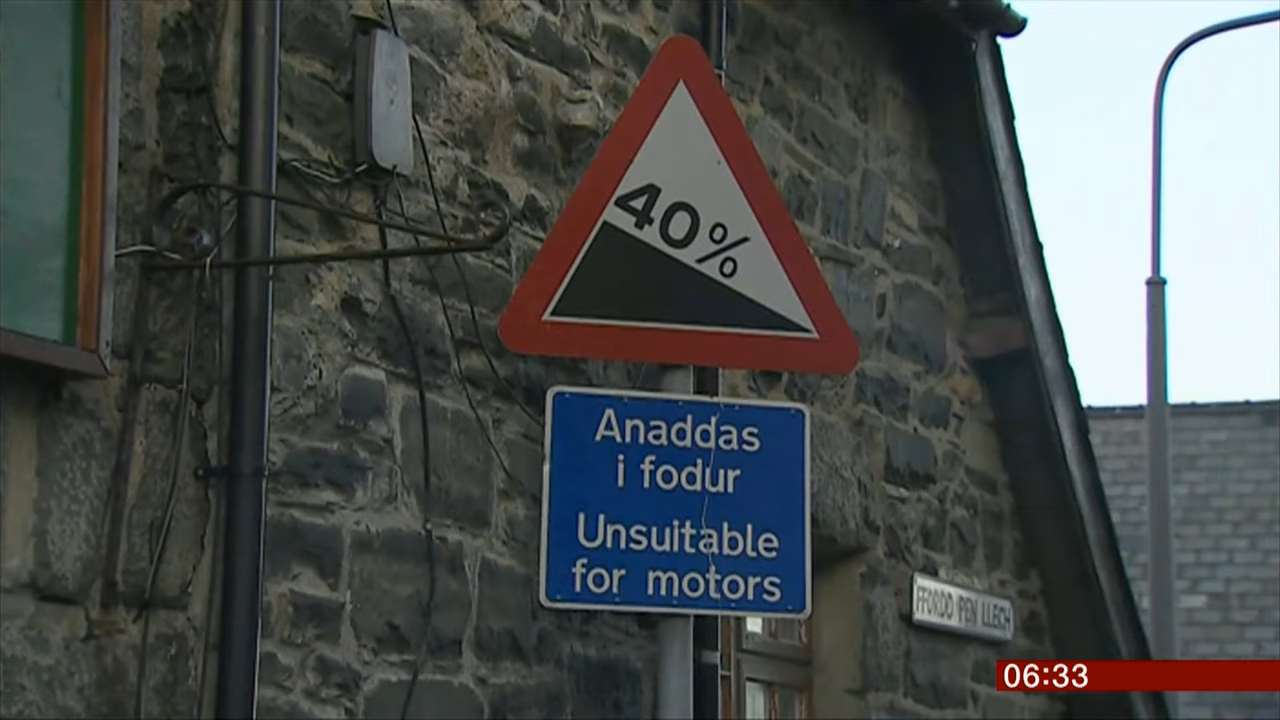 40%
Anaddas
i fodur
Unsuitable
for motors
FFORDD PEN LLECH
06:33